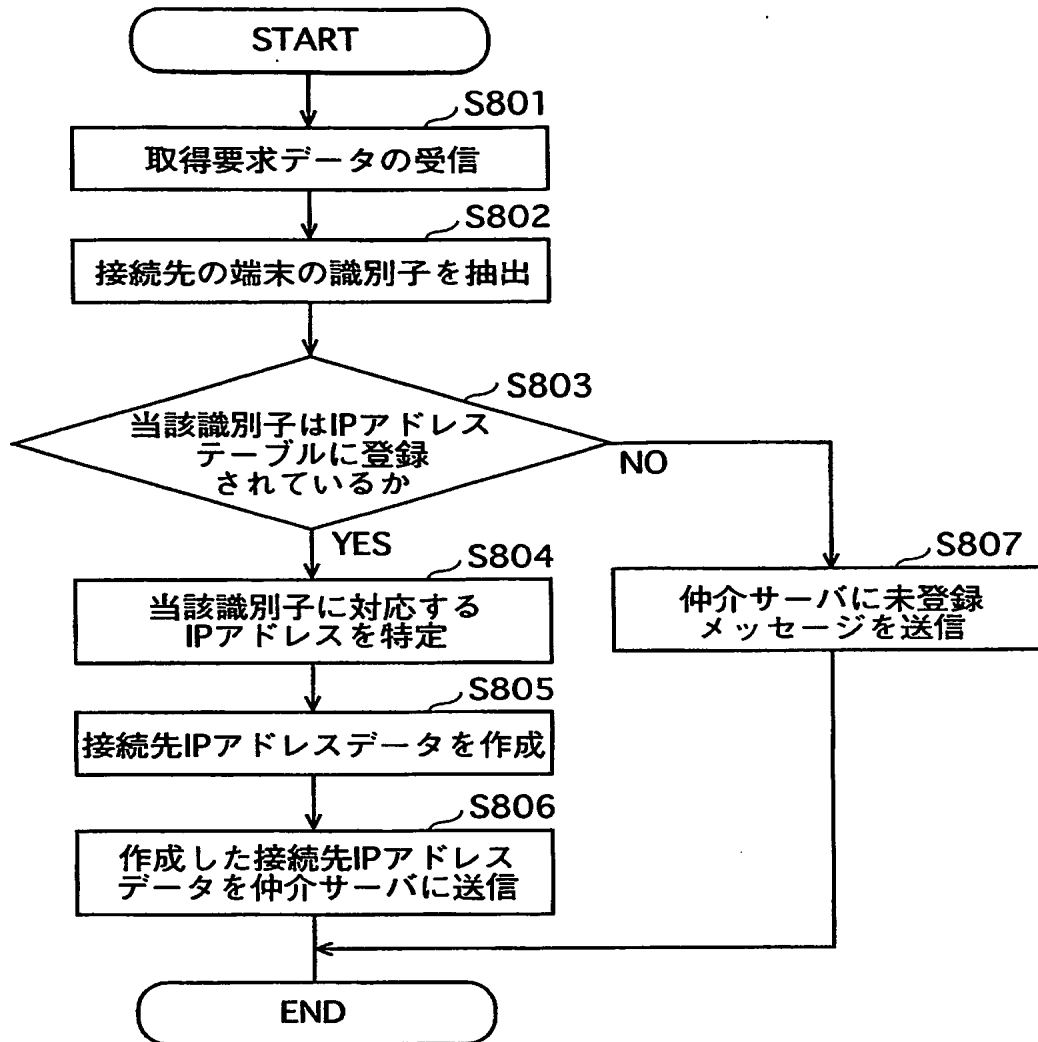 START
S801
取得要求データの受信
S802
接続先の端末の識別子を抽出
S803
当該識別子はIPアドレス
テーブルに登録
されているか
NO
YES
S804
当該識別子に対応する
IPアドレスを特定
S807
仲介サーバに未登録
メッセージを送信
S805
接続先IPアドレスデータを作成
S806
作成した接続先IPアドレス
データを仲介サーバに送信
END